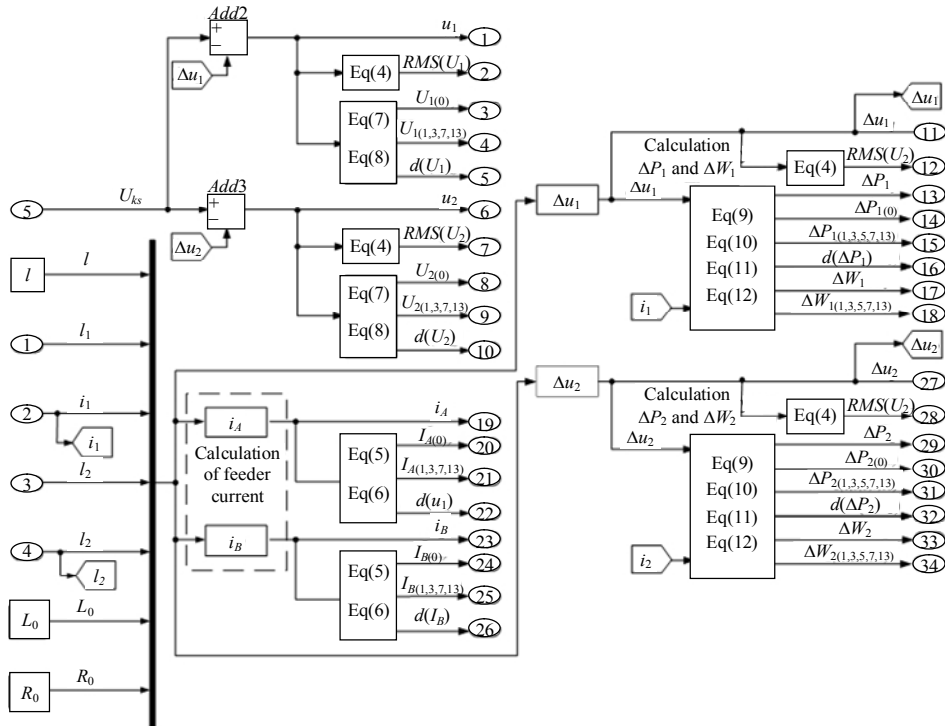 Add2
+
−
Δu1
u1
1
Eq(4)
RMS(U1)
2
Eq(7)
Eq(8)
U1(0)
3
U1(1,3,7,13)
4
d(U1)
5
5
Uks
Add3
+
−
Δu2
u2
6
Eq(4)
RMS(U2)
7
Eq(7)
Eq(8)
U2(0)
8
U2(1,3,7,13)
9
d(U2)
10
l
l
1
l1
2
i1
i1
3
l2
4
l2
l2
L0
L0
R0
R0
iA
Calculation
of feeder
current
iB
iA
19
Eq(5)
Eq(6)
IA(0)
20
IA(1,3,7,13)
21
d(u1)
22
iB
23
Eq(5)
Eq(6)
IB(0)
24
IB(1,3,7,13)
25
d(IB)
26
Δu1
Δu1
Δu1
11
Calculation
ΔP1 and ΔW1
Δu1
Eq(4)
RMS(U2)
12
Eq(9)
Eq(10)
Eq(11)
Eq(12)
i1
ΔP1
13
ΔP1(0)
14
ΔP1(1,3,5,7,13)
15
d(ΔP1)
16
ΔW1
17
ΔW1(1,3,5,7,13)
18
Δu2
Δu2
Δu2
27
Calculation
ΔP2 and ΔW2
Δu2
Eq(4)
RMS(U2)
28
Eq(9)
Eq(10)
Eq(11)
Eq(12)
i2
ΔP2
29
ΔP2(0)
30
ΔP2(1,3,5,7,13)
31
d(ΔP2)
32
ΔW2
33
ΔW2(1,3,5,7,13)
34